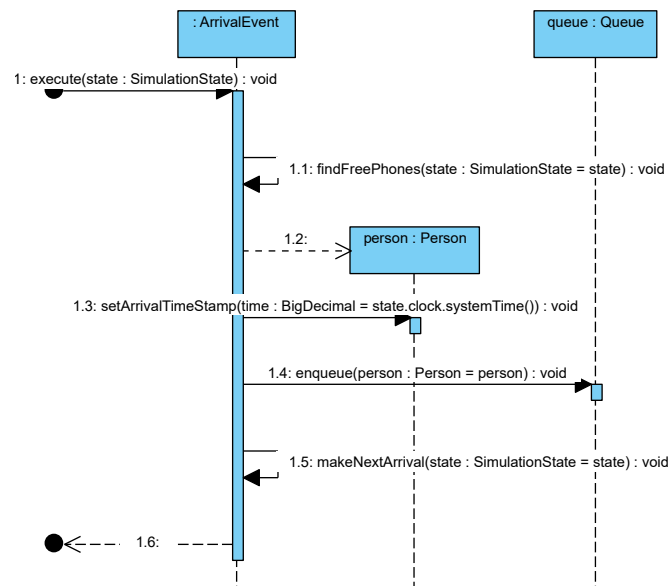 : ArrivalEvent
queue : Queue
1: execute(state : SimulationState) : void
1.1: findFreePhones(state : SimulationState = state) : void
1.2:
person : Person
1.3: setArrivalTimeStamp(time : BigDecimal = state.clock.systemTime()) : void
1.4: enqueue(person : Person = person) : void
1.5: makeNextArrival(state : SimulationState = state) : void
1.6: